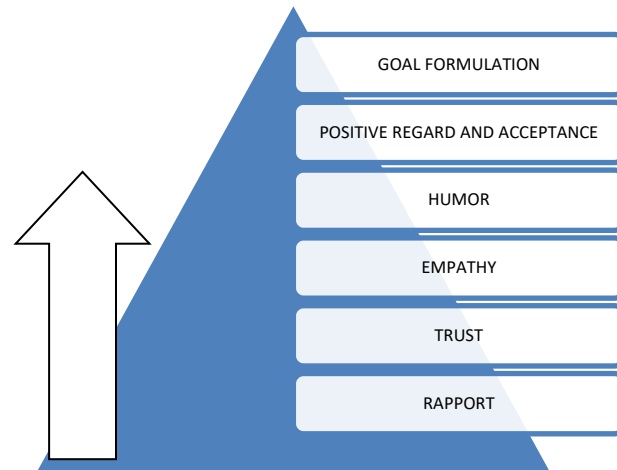 GOAL FORMULATION
POSITIVE REGARD AND ACCEPTANCE
HUMOR
EMPATHY
TRUST
RAPPORT